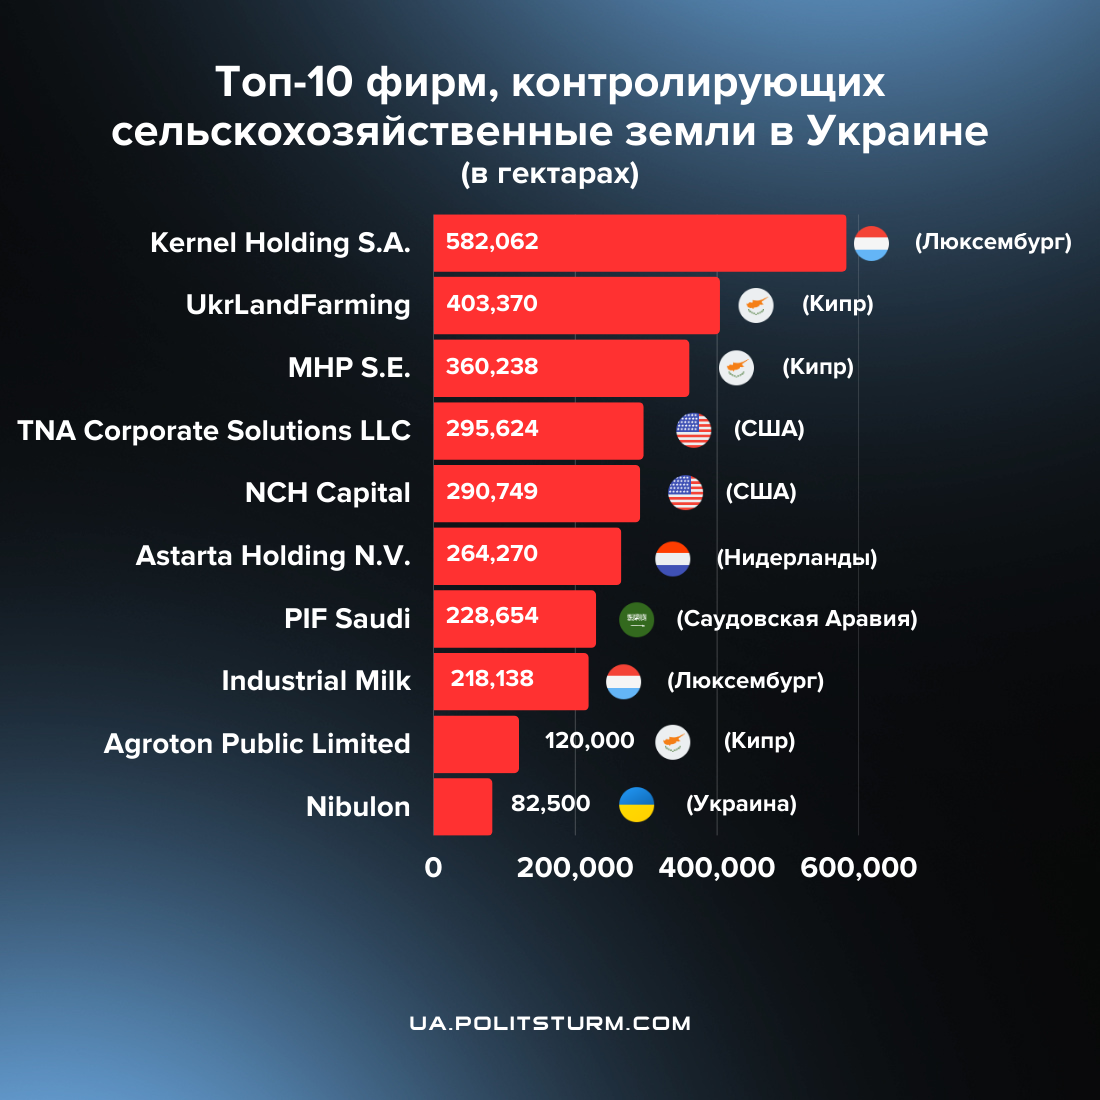 Топ-10 фирм, контролирующих
сельскохозяйственные земли в Украине
(в гектарах)
Kernel Holding S.A. 582,062 (Люксембург)
UkrLandFarming 403,370 (Кипр)
MHP S.E. 360,238 (Кипр)
TNA Corporate Solutions LLC 295,624 (США)
NCH Capital 290,749 (США)
Astarta Holding N.V. 264,270 (Нидерланды)
PIF Saudi 228,654 (Саудовская Аравия)
Industrial Milk 218,138 (Люксембург)
Agroton Public Limited 120,000 (Кипр)
Nibulon 82,500 (Украина)
0 200,000 400,000 600,000
UA.POLITSTURM.COM